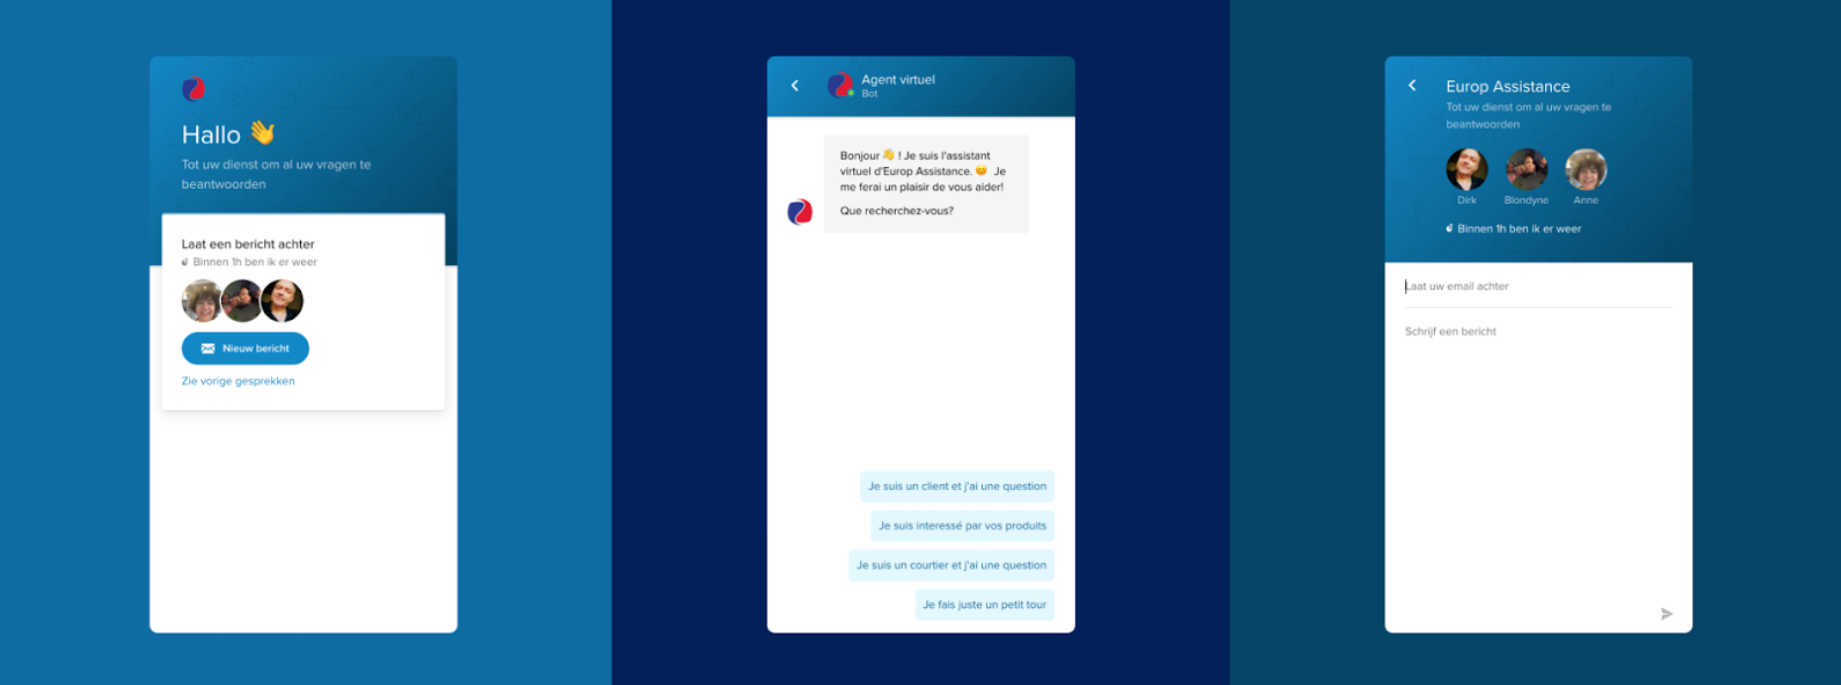 Hallo 👋
Tot uw dienst om al uw vragen te
beantwoorden
Laat een bericht achter
Binnen 1h ben ik er weer
Nieuw bericht
Zie vorige gesprekken
Agent virtuel
Bot
Bonjour 👋 ! Je suis l'assistant
virtuel d'Europ Assistance. 😊 Je
me ferai un plaisir de vous aider!
Que recherchez-vous?
Je suis un client et j'ai une question
Je suis interessé par vos produits
Je suis un courtier et j'ai une question
Je fais juste un petit tour
Europ Assistance
Tot uw dienst om al uw vragen te
beantwoorden
Dirk Blondyne Anne
Binnen 1h ben ik er weer
Laat uw email achter
Schrijf een bericht